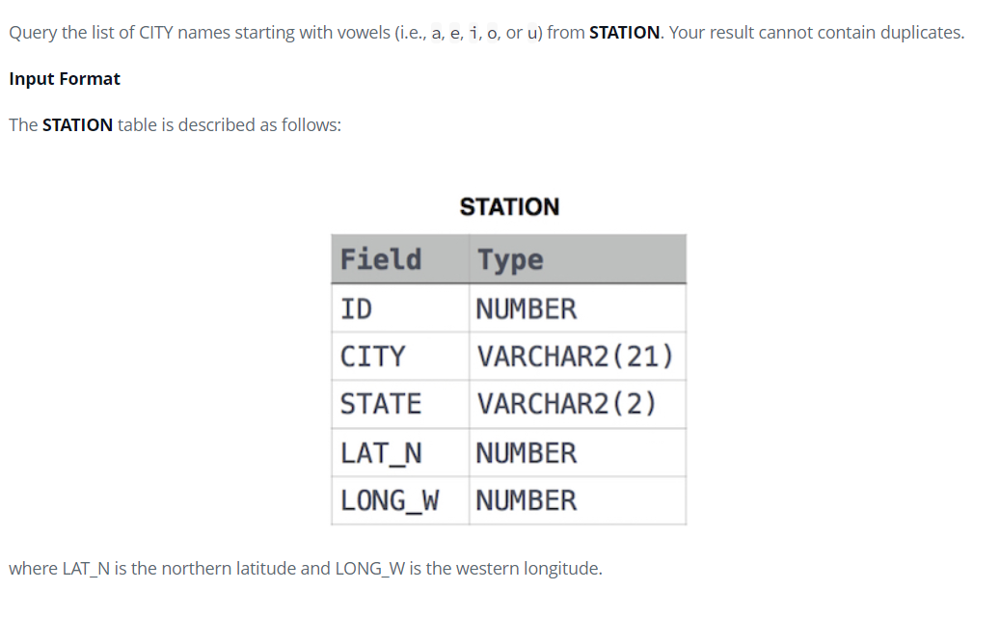 Query the list of CITY names starting with vowels (i.e., a, e, i, o, or u) from STATION. Your result cannot contain duplicates.
Input Format
The STATION table is described as follows:
STATION
Field Type
ID NUMBER
CITY VARCHAR2(21)
STATE VARCHAR2(2)
LAT_N NUMBER
LONG_W NUMBER
where LAT_N is the northern latitude and LONG_W is the western longitude.